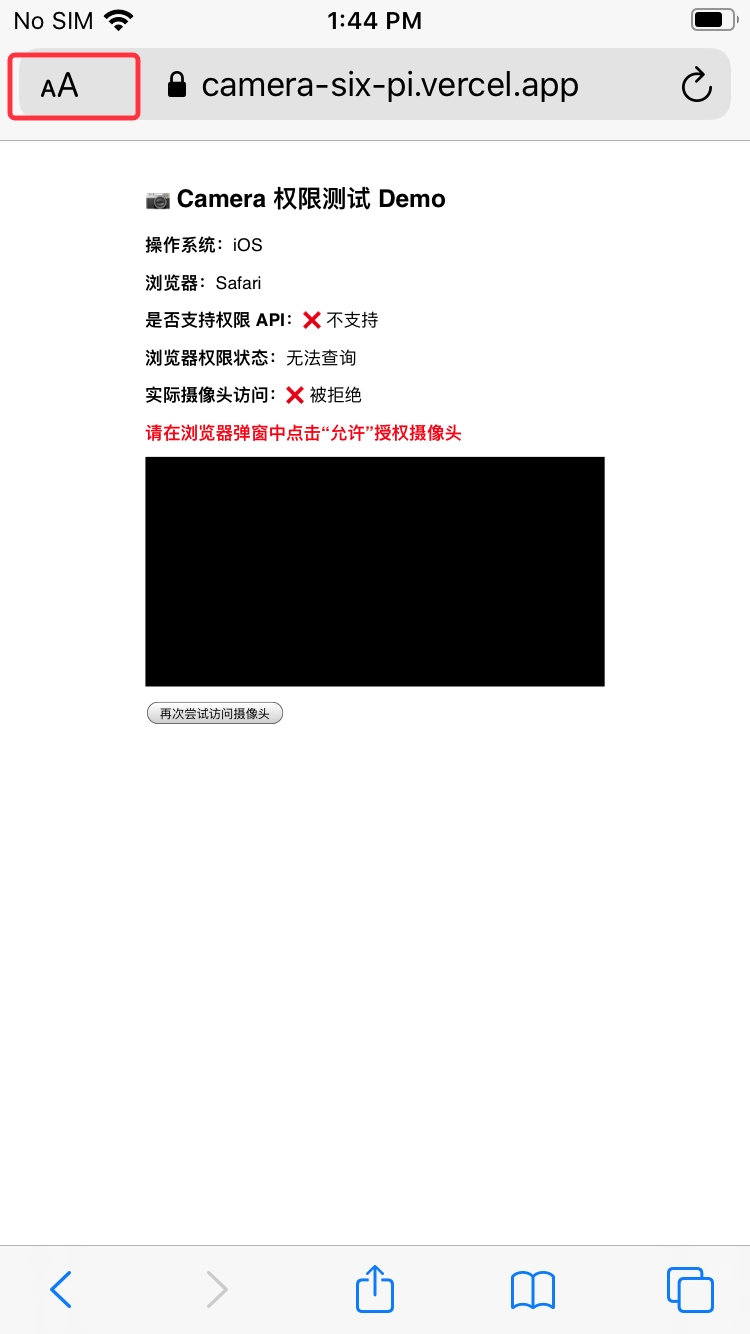 No SIM 1:44 PM
AA camera-six-pi.vercel.app
📷 Camera 权限测试 Demo
操作系统：iOS
浏览器：Safari
是否支持权限 API：❌ 不支持
浏览器权限状态：无法查询
实际摄像头访问：❌ 被拒绝
请在浏览器弹窗中点击“允许”授权摄像头
再次尝试访问摄像头